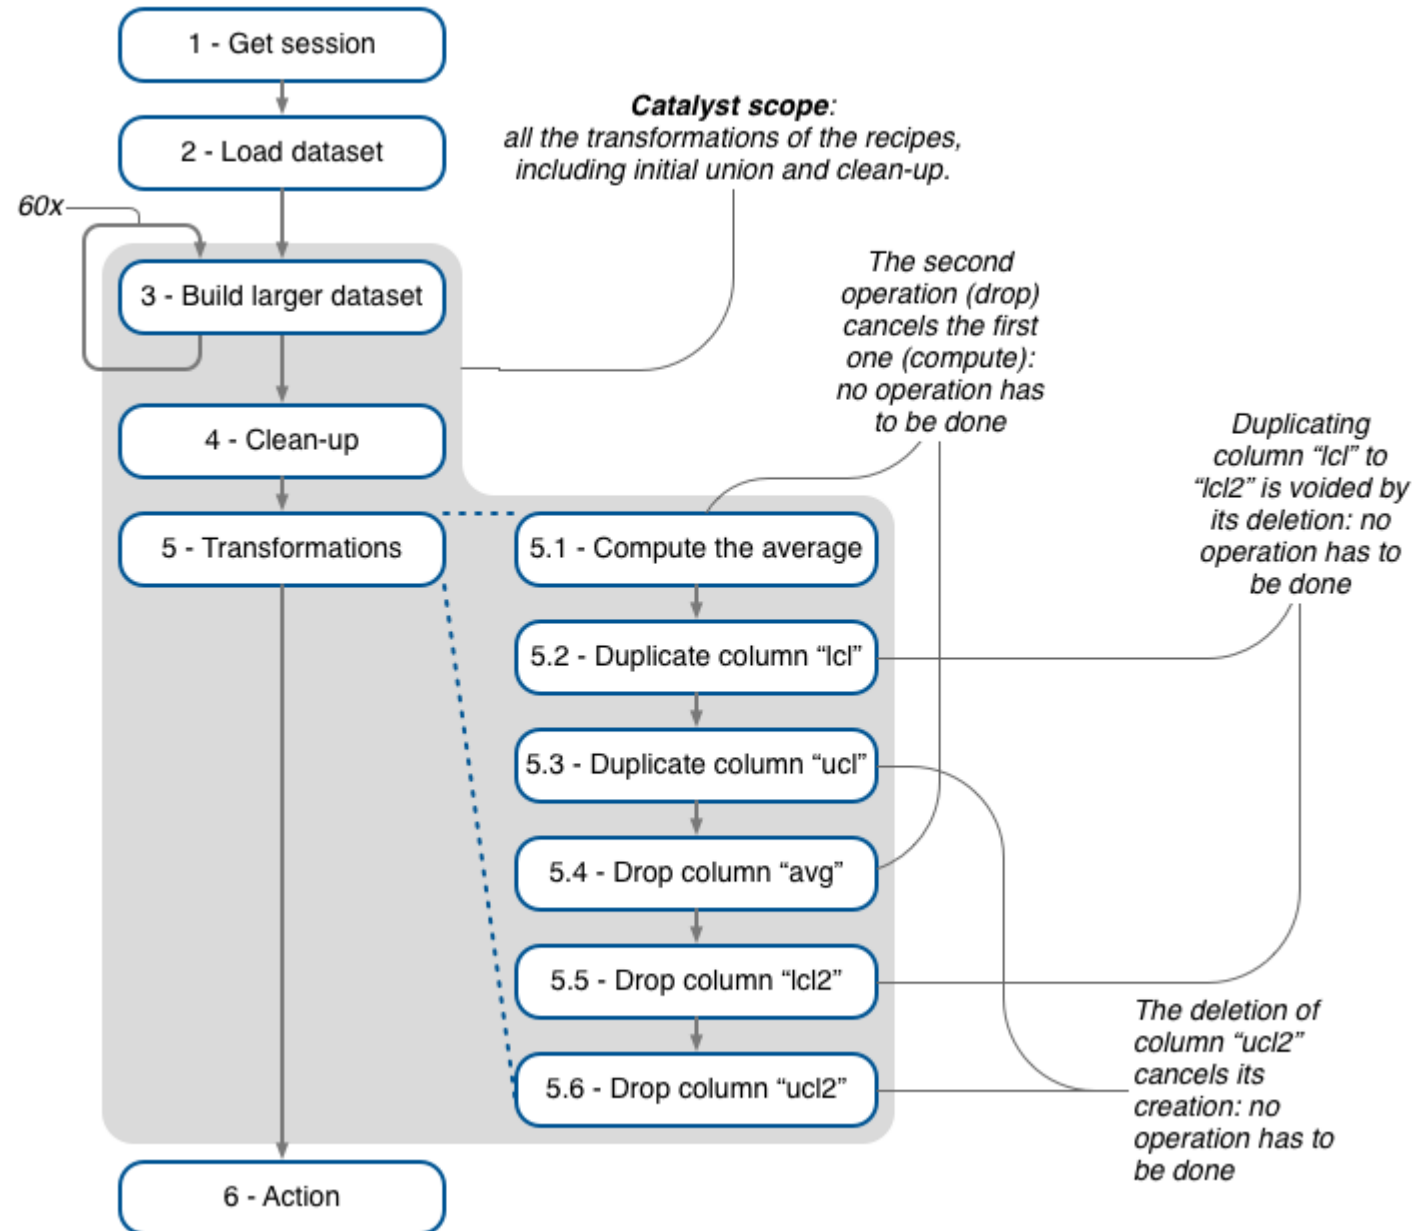 1 - Get session
2 - Load dataset
Catalyst scope:
all the transformations of the recipes,
including initial union and clean-up.
60x
3 - Build larger dataset
The second
operation (drop)
cancels the first
one (compute):
no operation has
to be done
4 - Clean-up
Duplicating
column “lcl” to
“lcl2” is voided by
its deletion: no
operation has to
be done
5 - Transformations
5.1 - Compute the average
5.2 - Duplicate column “lcl”
5.3 - Duplicate column “ucl”
5.4 - Drop column “avg”
5.5 - Drop column “lcl2”
5.6 - Drop column “ucl2”
The deletion of
column “ucl2”
cancels its
creation: no
operation has to
be done
6 - Action